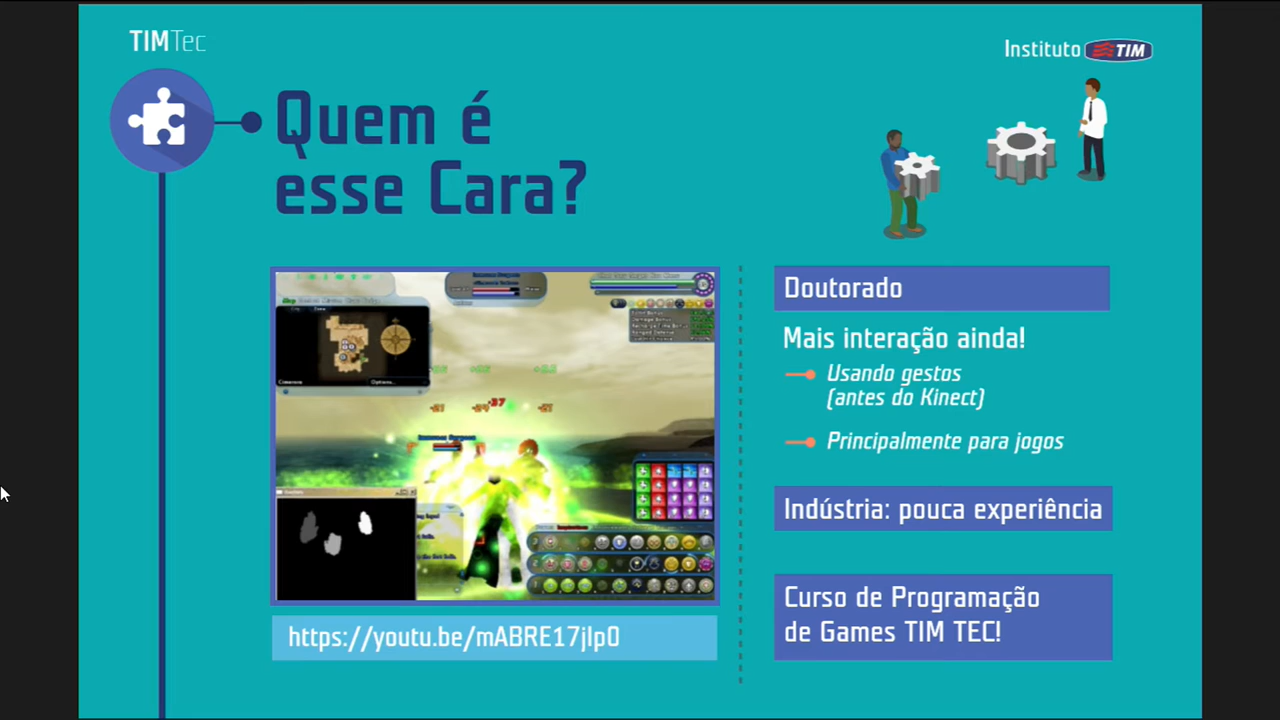 TIMTec
Instituto TIM
Quem é
esse Cara?
Doutorado
Mais interação ainda!
Usando gestos
(antes do Kinect)
Principalmente para jogos
Indústria: pouca experiência
Curso de Programação
de Games TIM TEC!
https://youtu.be/mABRE17jIp0